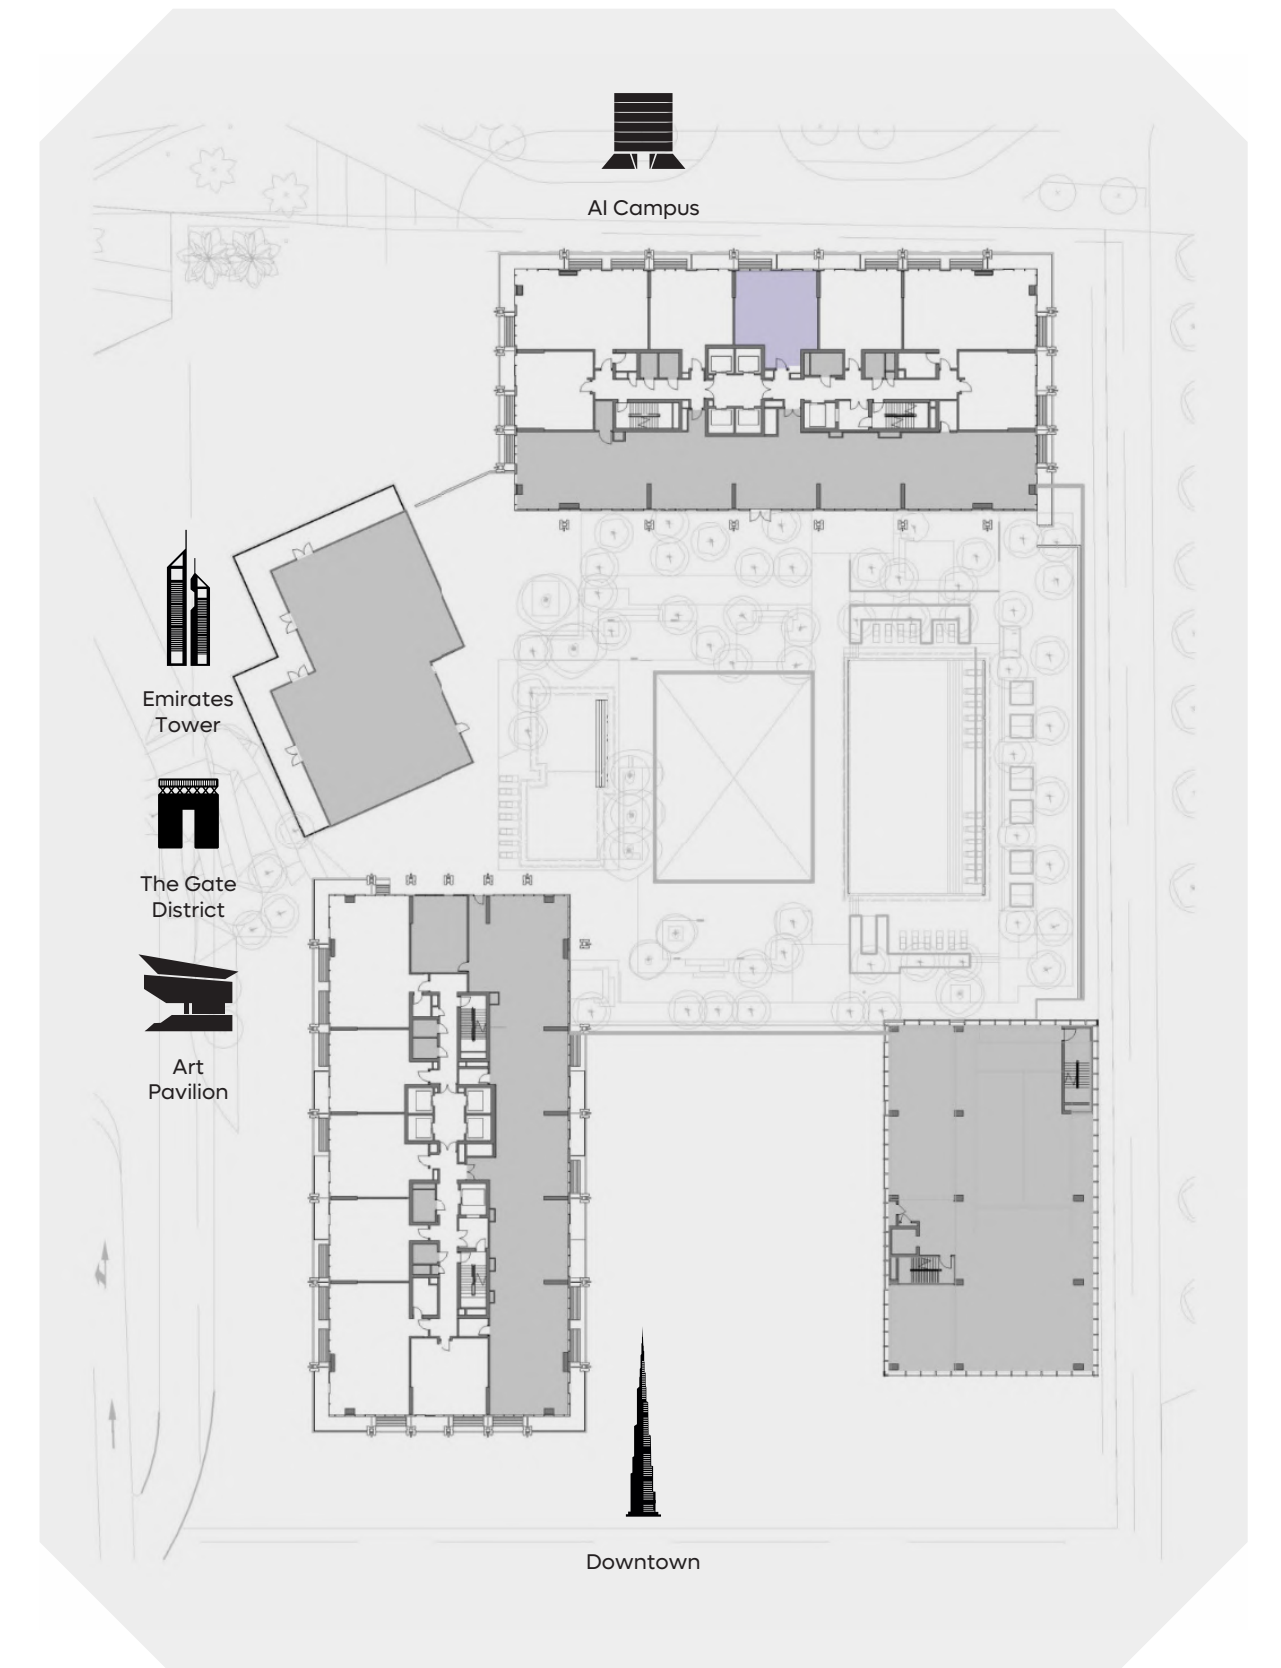 AI Campus
Emirates
Tower
The Gate
District
Art
Pavilion
Downtown